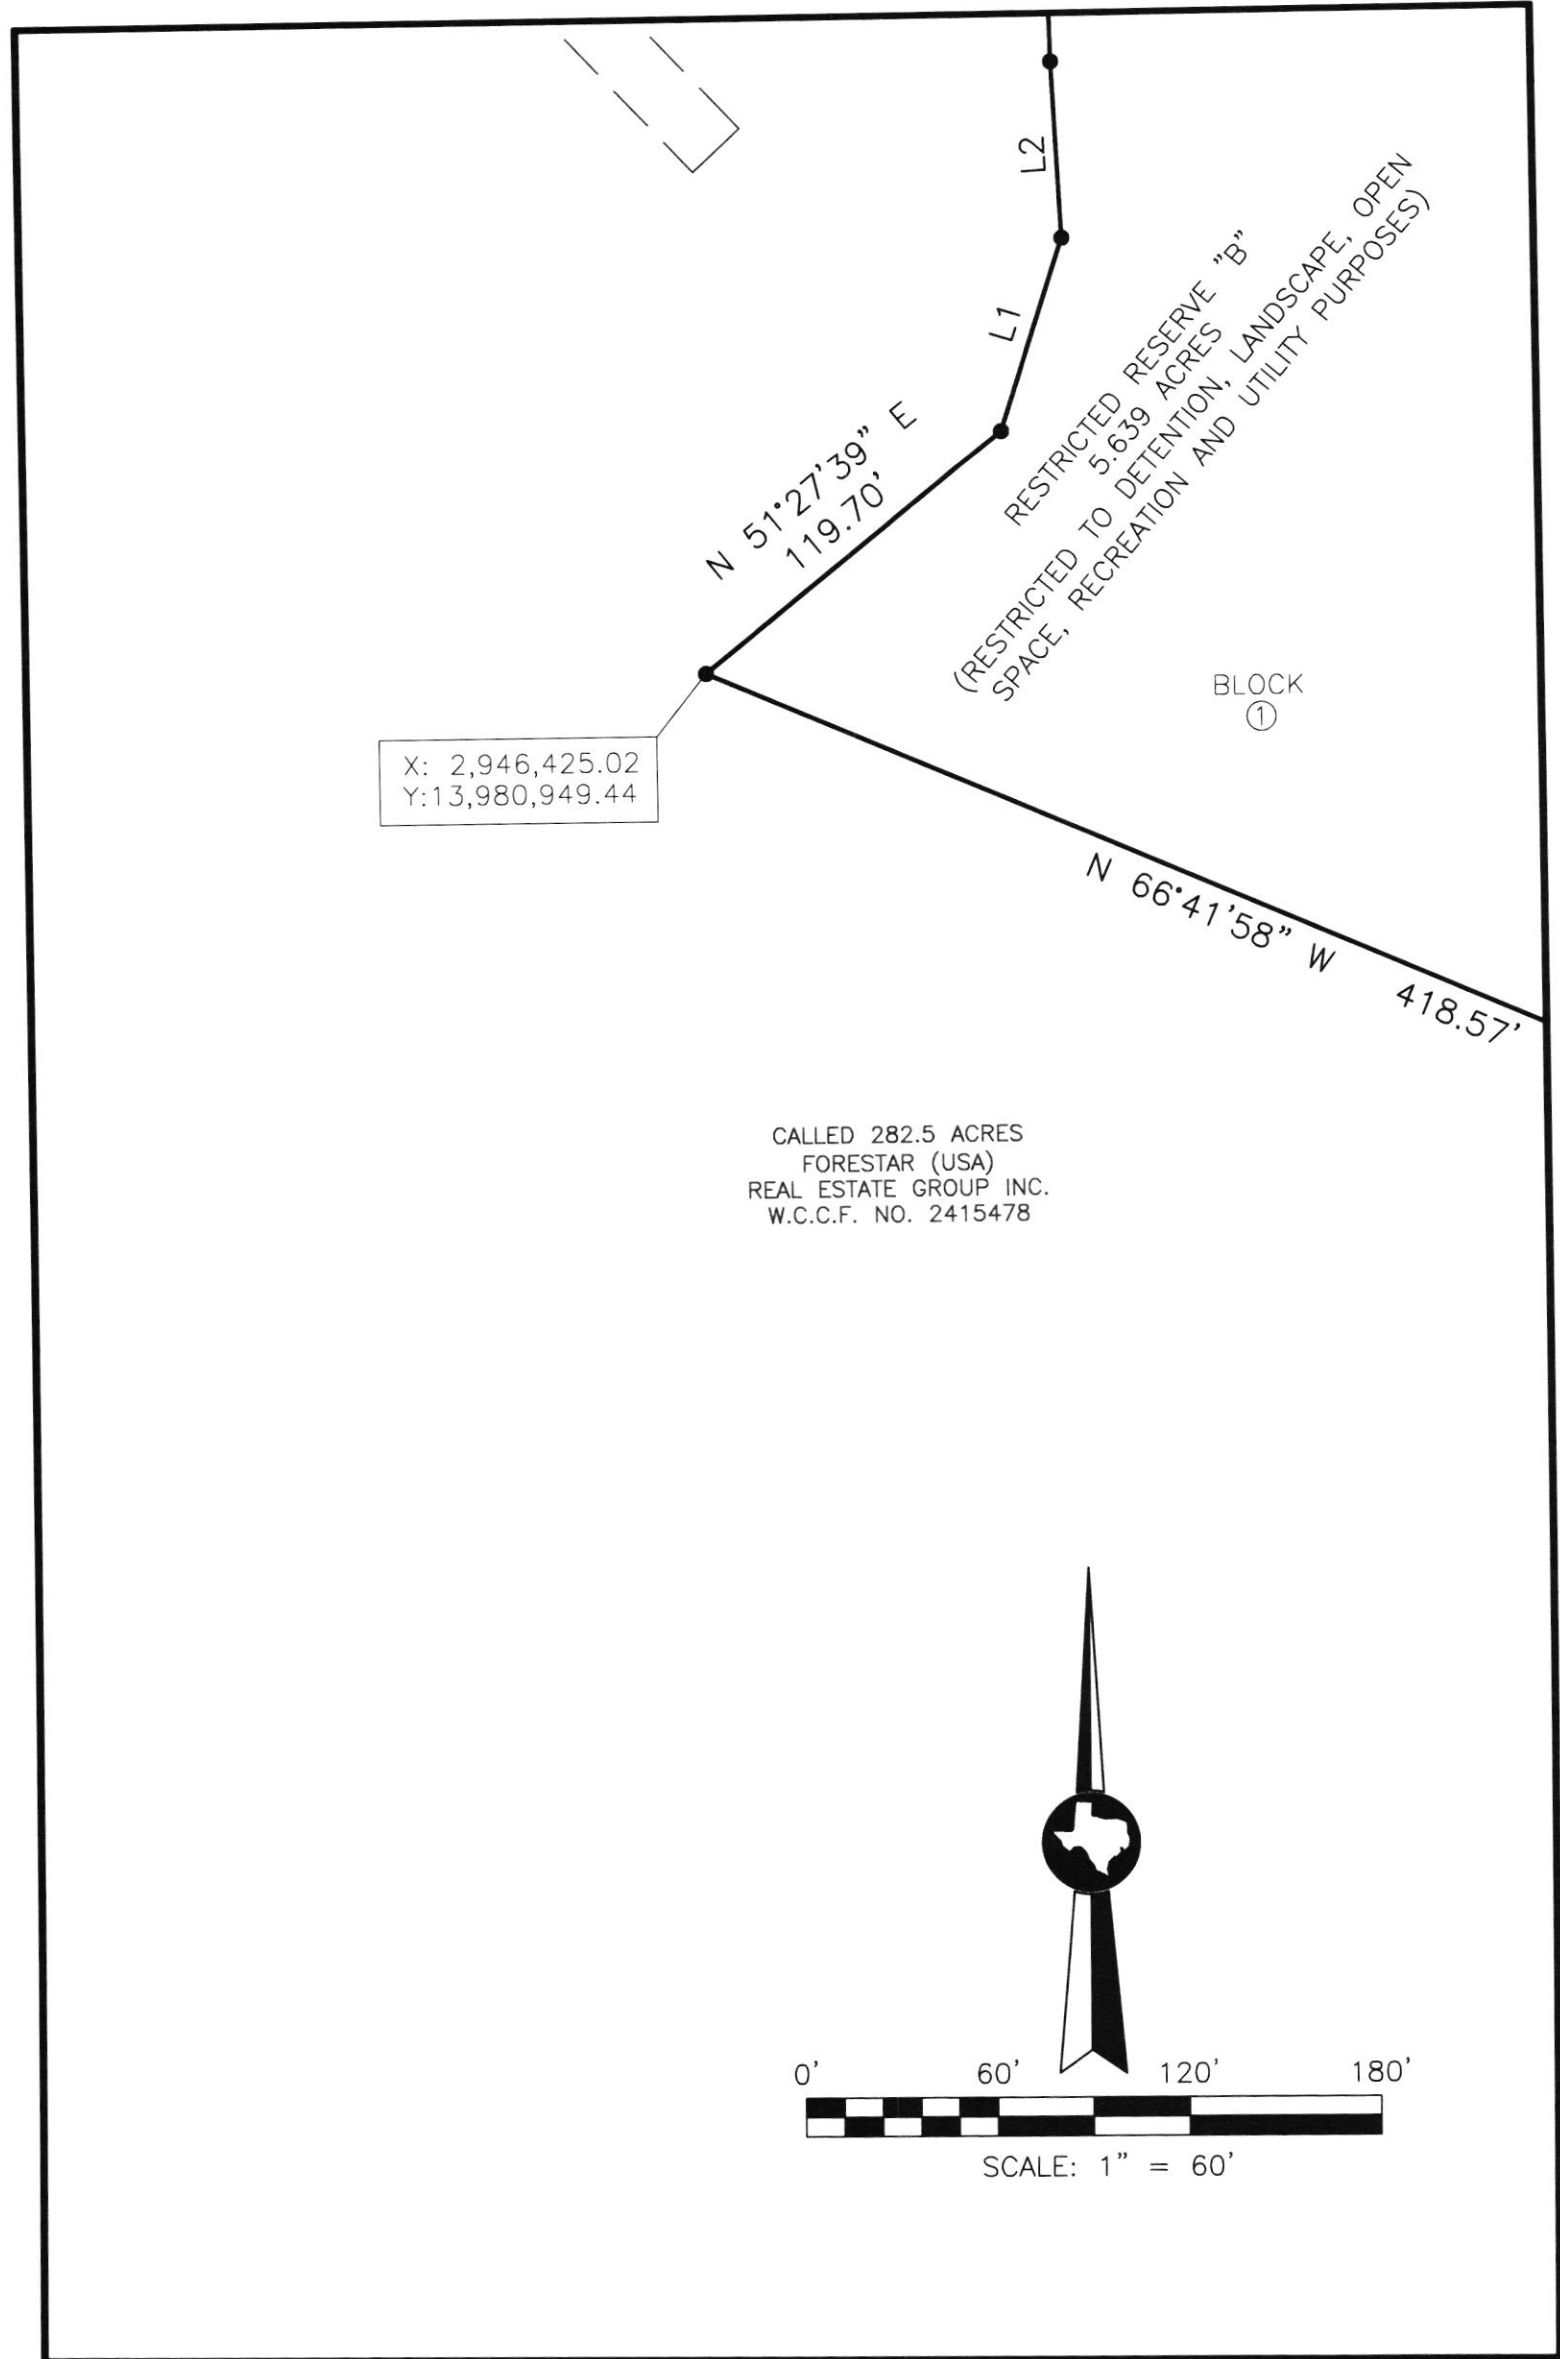 L2
L1
RESTRICTED RESERVE "B"
5.639 ACRES
(RESTRICTED TO DETENTION, LANDSCAPE, OPEN
SPACE, RECREATION AND UTILITY PURPOSES)
N 51°27'39" E
119.70'
BLOCK
1
X: 2,946,425.02
Y:13,980,949.44
N 66°41'58" W 418.57'
CALLED 282.5 ACRES
FORESTAR (USA)
REAL ESTATE GROUP INC.
W.C.C.F. NO. 2415478
0' 60' 120' 180'
SCALE: 1" = 60'